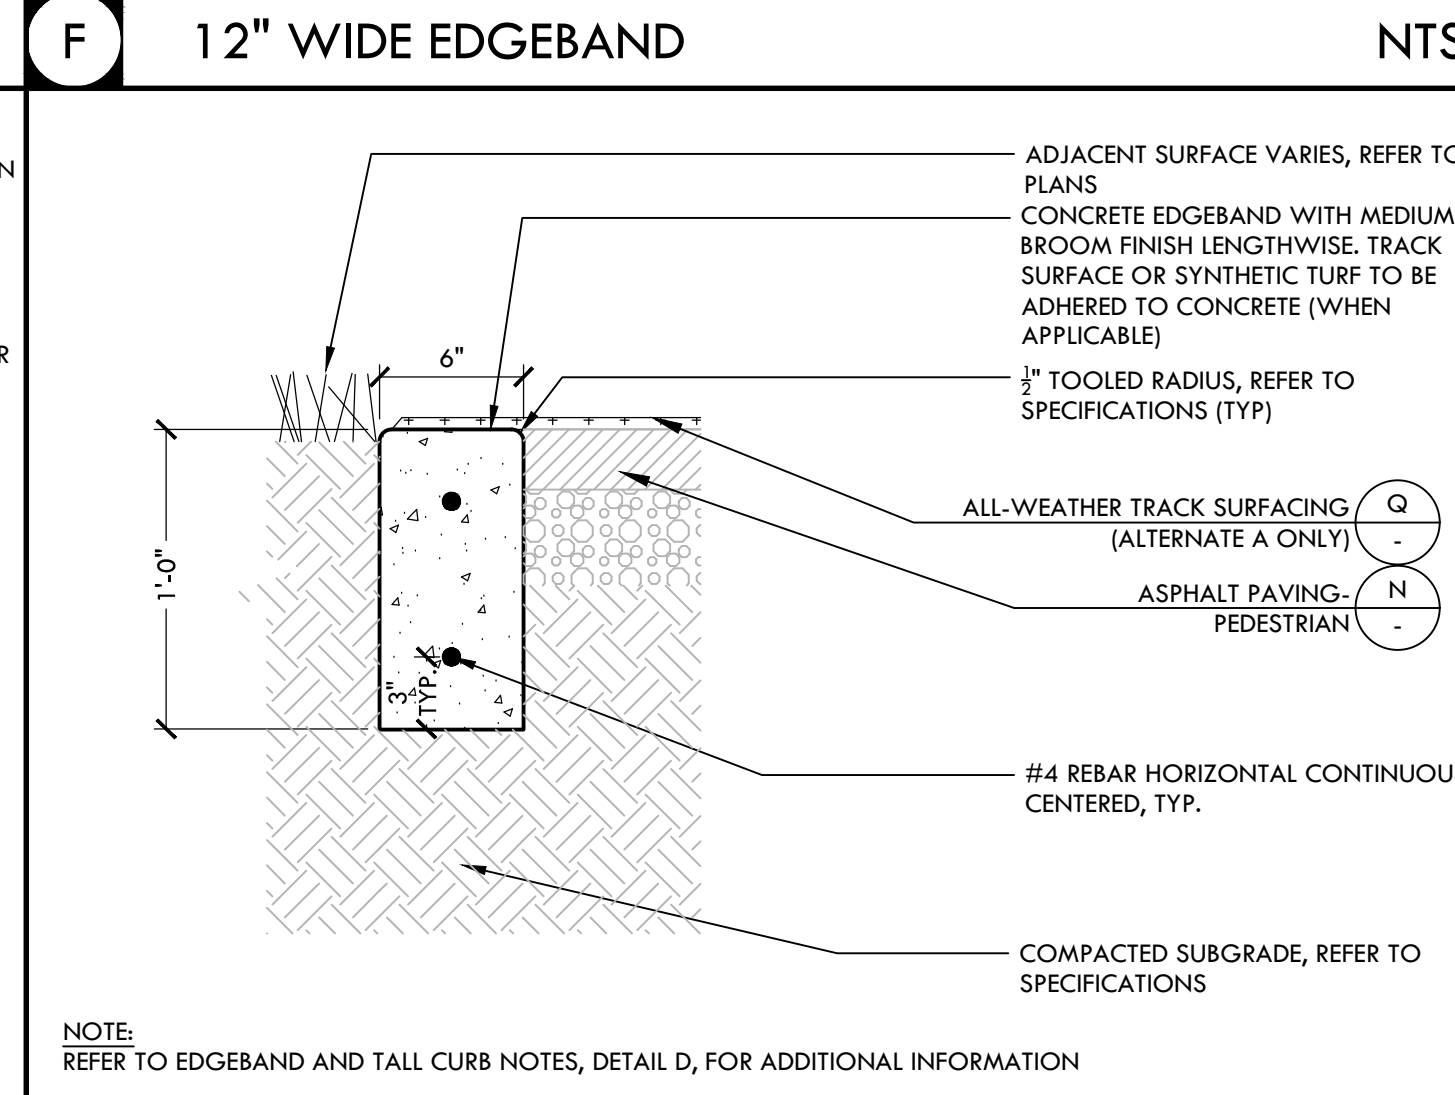 F
12" WIDE EDGEBAND
NTS
N
R
ADJACENT SURFACE VARIES, REFER TO
PLANS
CONCRETE EDGEBAND WITH MEDIUM
BROOM FINISH LENGTHWISE. TRACK
SURFACE OR SYNTHETIC TURF TO BE
ADHERED TO CONCRETE (WHEN
APPLICABLE)
6"
½" TOOLED RADIUS, REFER TO
SPECIFICATIONS (TYP)
ALL-WEATHER TRACK SURFACING
(ALTERNATE A ONLY)
Q
-
1'-0"
ASPHALT PAVING-
PEDESTRIAN
N
-
3"
TYP.
#4 REBAR HORIZONTAL CONTINUOU
CENTERED, TYP.
COMPACTED SUBGRADE, REFER TO
SPECIFICATIONS
NOTE:
REFER TO EDGEBAND AND TALL CURB NOTES, DETAIL D, FOR ADDITIONAL INFORMATION